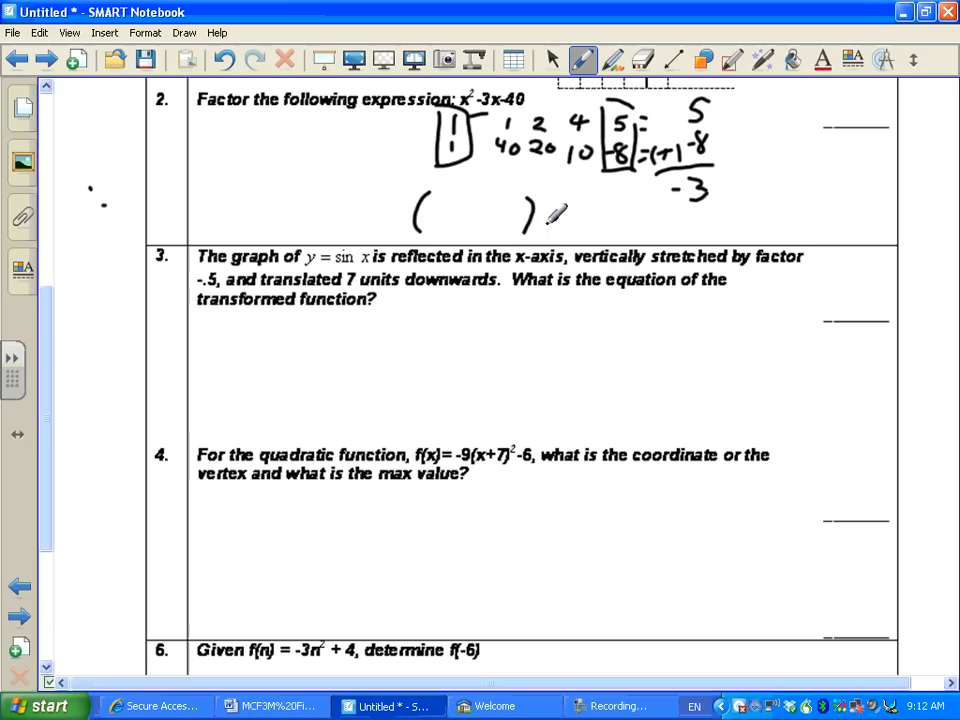 Untitled * - SMART Notebook
File Edit View Insert Format Draw Help
2. Factor the following expression: x²-3x-40
1 1 2 4 5 = 5
1 40 20 10 -8 = (+) -8
-3
( )
3. The graph of y = sin x is reflected in the x-axis, vertically stretched by factor
-.5, and translated 7 units downwards. What is the equation of the
transformed function?
4. For the quadratic function, f(x)= -9(x+7)²-6, what is the coordinate or the
vertex and what is the max value?
6. Given f(n) = -3n² + 4, determine f(-6)
start Secure Acces... MCF3M%20Fi... Untitled * - S... Welcome Recording... EN 9:12 AM